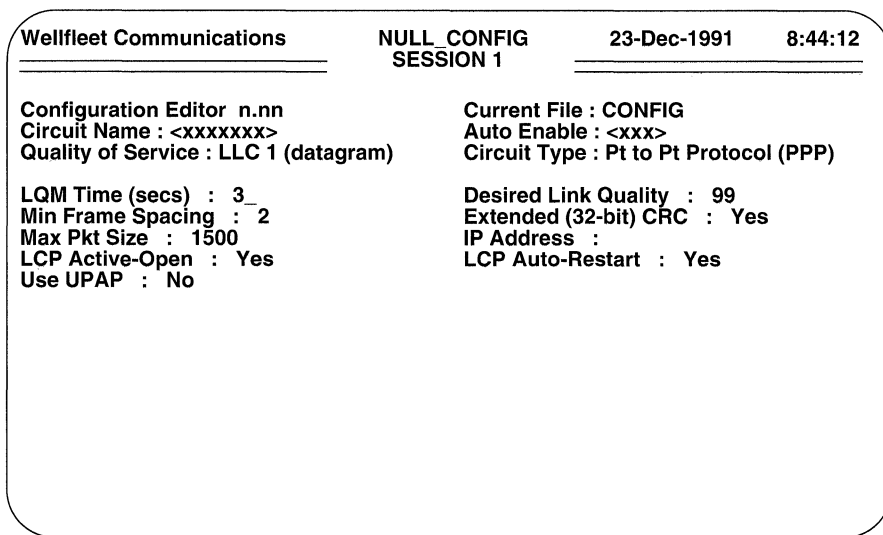 Wellfleet Communications NULL_CONFIG 23-Dec-1991 8:44:12
SESSION 1
Configuration Editor n.nn Current File : CONFIG
Circuit Name : <xxxxxxx> Auto Enable : <xxx>
Quality of Service : LLC 1 (datagram) Circuit Type : Pt to Pt Protocol (PPP)
LQM Time (secs) : 3_ Desired Link Quality : 99
Min Frame Spacing : 2 Extended (32-bit) CRC : Yes
Max Pkt Size : 1500 IP Address :
LCP Active-Open : Yes LCP Auto-Restart : Yes
Use UPAP : No